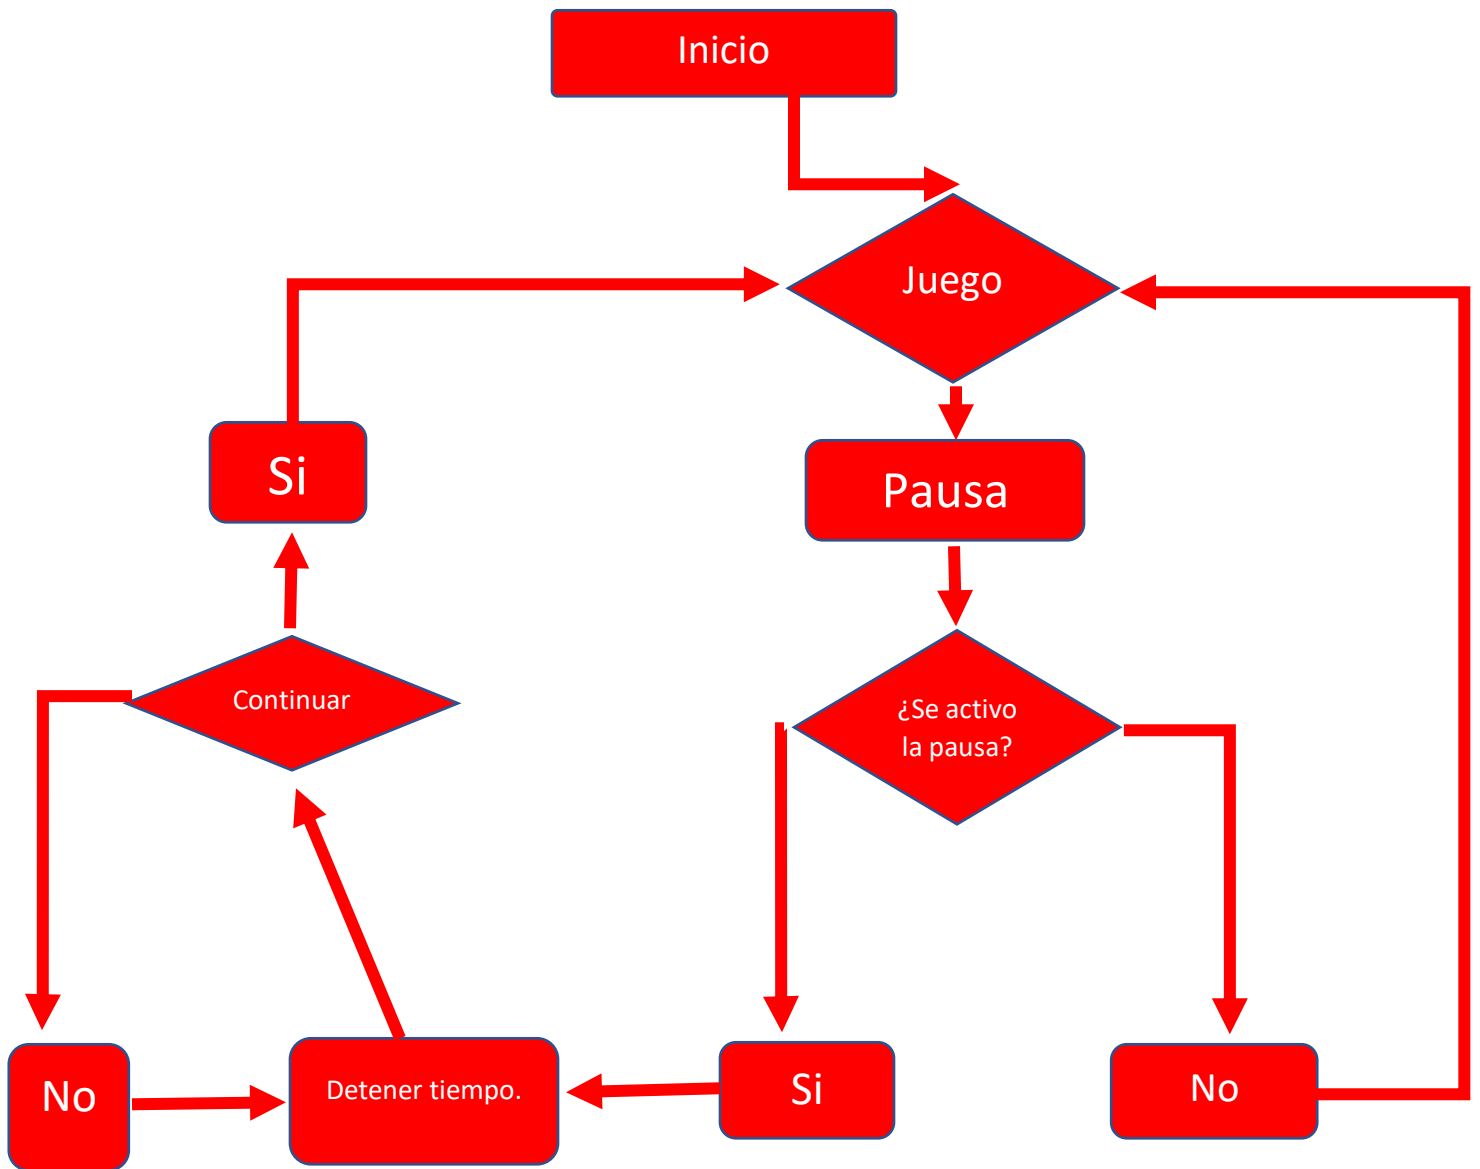 Inicio
Juego
Si
Pausa
Continuar
¿Se activo
la pausa?
No
Detener tiempo.
Si
No